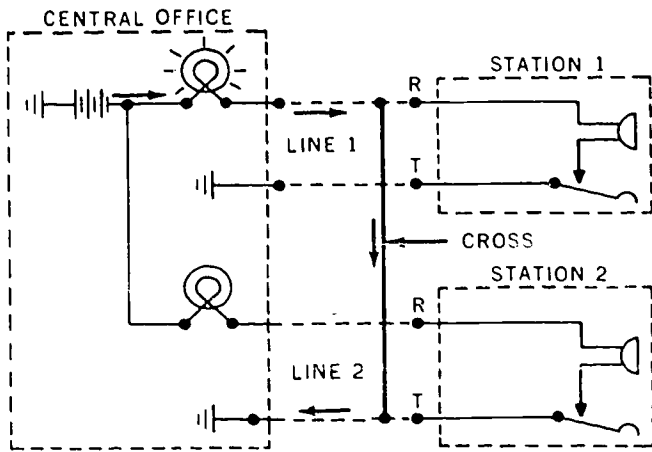 CENTRAL OFFICE
STATION 1
R
LINE 1
T
CROSS
STATION 2
R
LINE 2
T